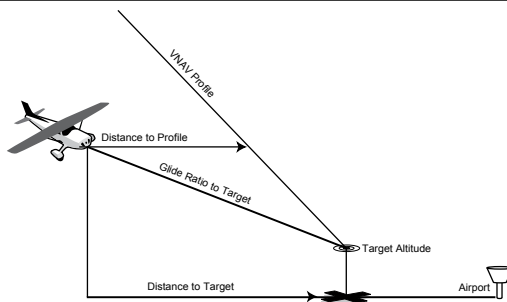 VNAV Profile
Distance to Profile
Glide Ratio to Target
Target Altitude
Distance to Target
Airport